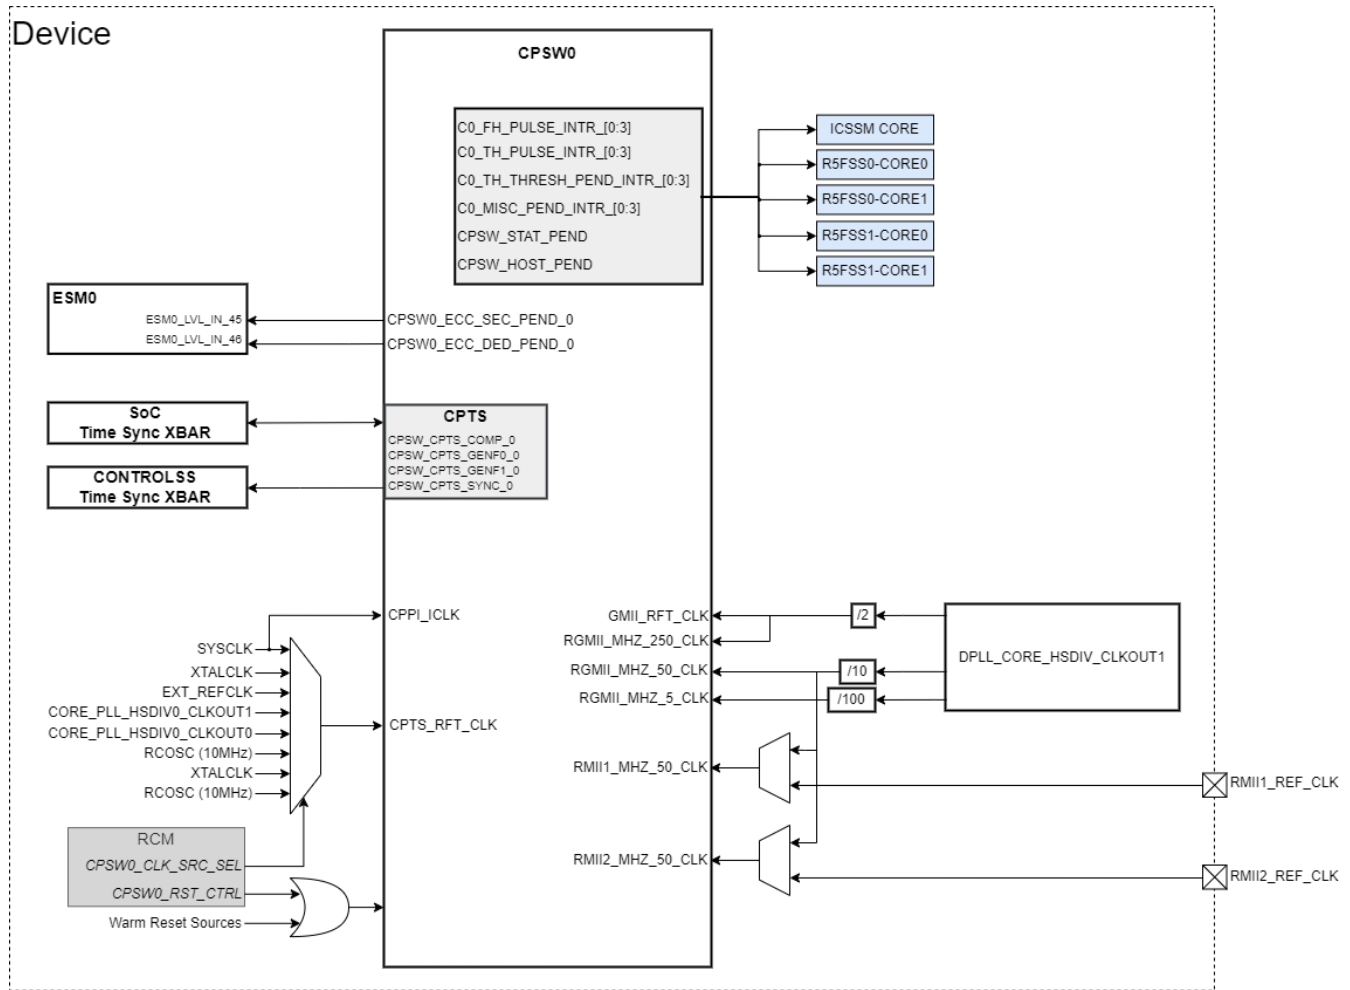 Device
CPSW0
C0_FH_PULSE_INTR_[0:3]
C0_TH_PULSE_INTR_[0:3]
C0_TH_THRESH_PEND_INTR_[0:3]
C0_MISC_PEND_INTR_[0:3]
CPSW_STAT_PEND
CPSW_HOST_PEND
ICSSM CORE
R5FSS0-CORE0
R5FSS0-CORE1
R5FSS1-CORE0
R5FSS1-CORE1
ESM0
ESM0_LVL_IN_45
ESM0_LVL_IN_46
CPSW0_ECC_SEC_PEND_0
CPSW0_ECC_DED_PEND_0
SoC
Time Sync XBAR
CONTROLSS
Time Sync XBAR
CPTS
CPSW_CPTS_COMP_0
CPSW_CPTS_GENF0_0
CPSW_CPTS_GENF1_0
CPSW_CPTS_SYNC_0
CPPI_ICLK
SYSCLK
XTALCLK
EXT_REFCLK
CORE_PLL_HSDIV0_CLKOUT1
CORE_PLL_HSDIV0_CLKOUT0
RCOSC (10MHz)
XTALCLK
RCOSC (10MHz)
CPTS_RFT_CLK
RCM
CPSW0_CLK_SRC_SEL
CPSW0_RST_CTRL
Warm Reset Sources
GMII_RFT_CLK
RGMII_MHZ_250_CLK
RGMII_MHZ_50_CLK
RGMII_MHZ_5_CLK
/2
/10
/100
DPLL_CORE_HSDIV_CLKOUT1
RMII1_MHZ_50_CLK
RMII1_REF_CLK
RMII2_MHZ_50_CLK
RMII2_REF_CLK